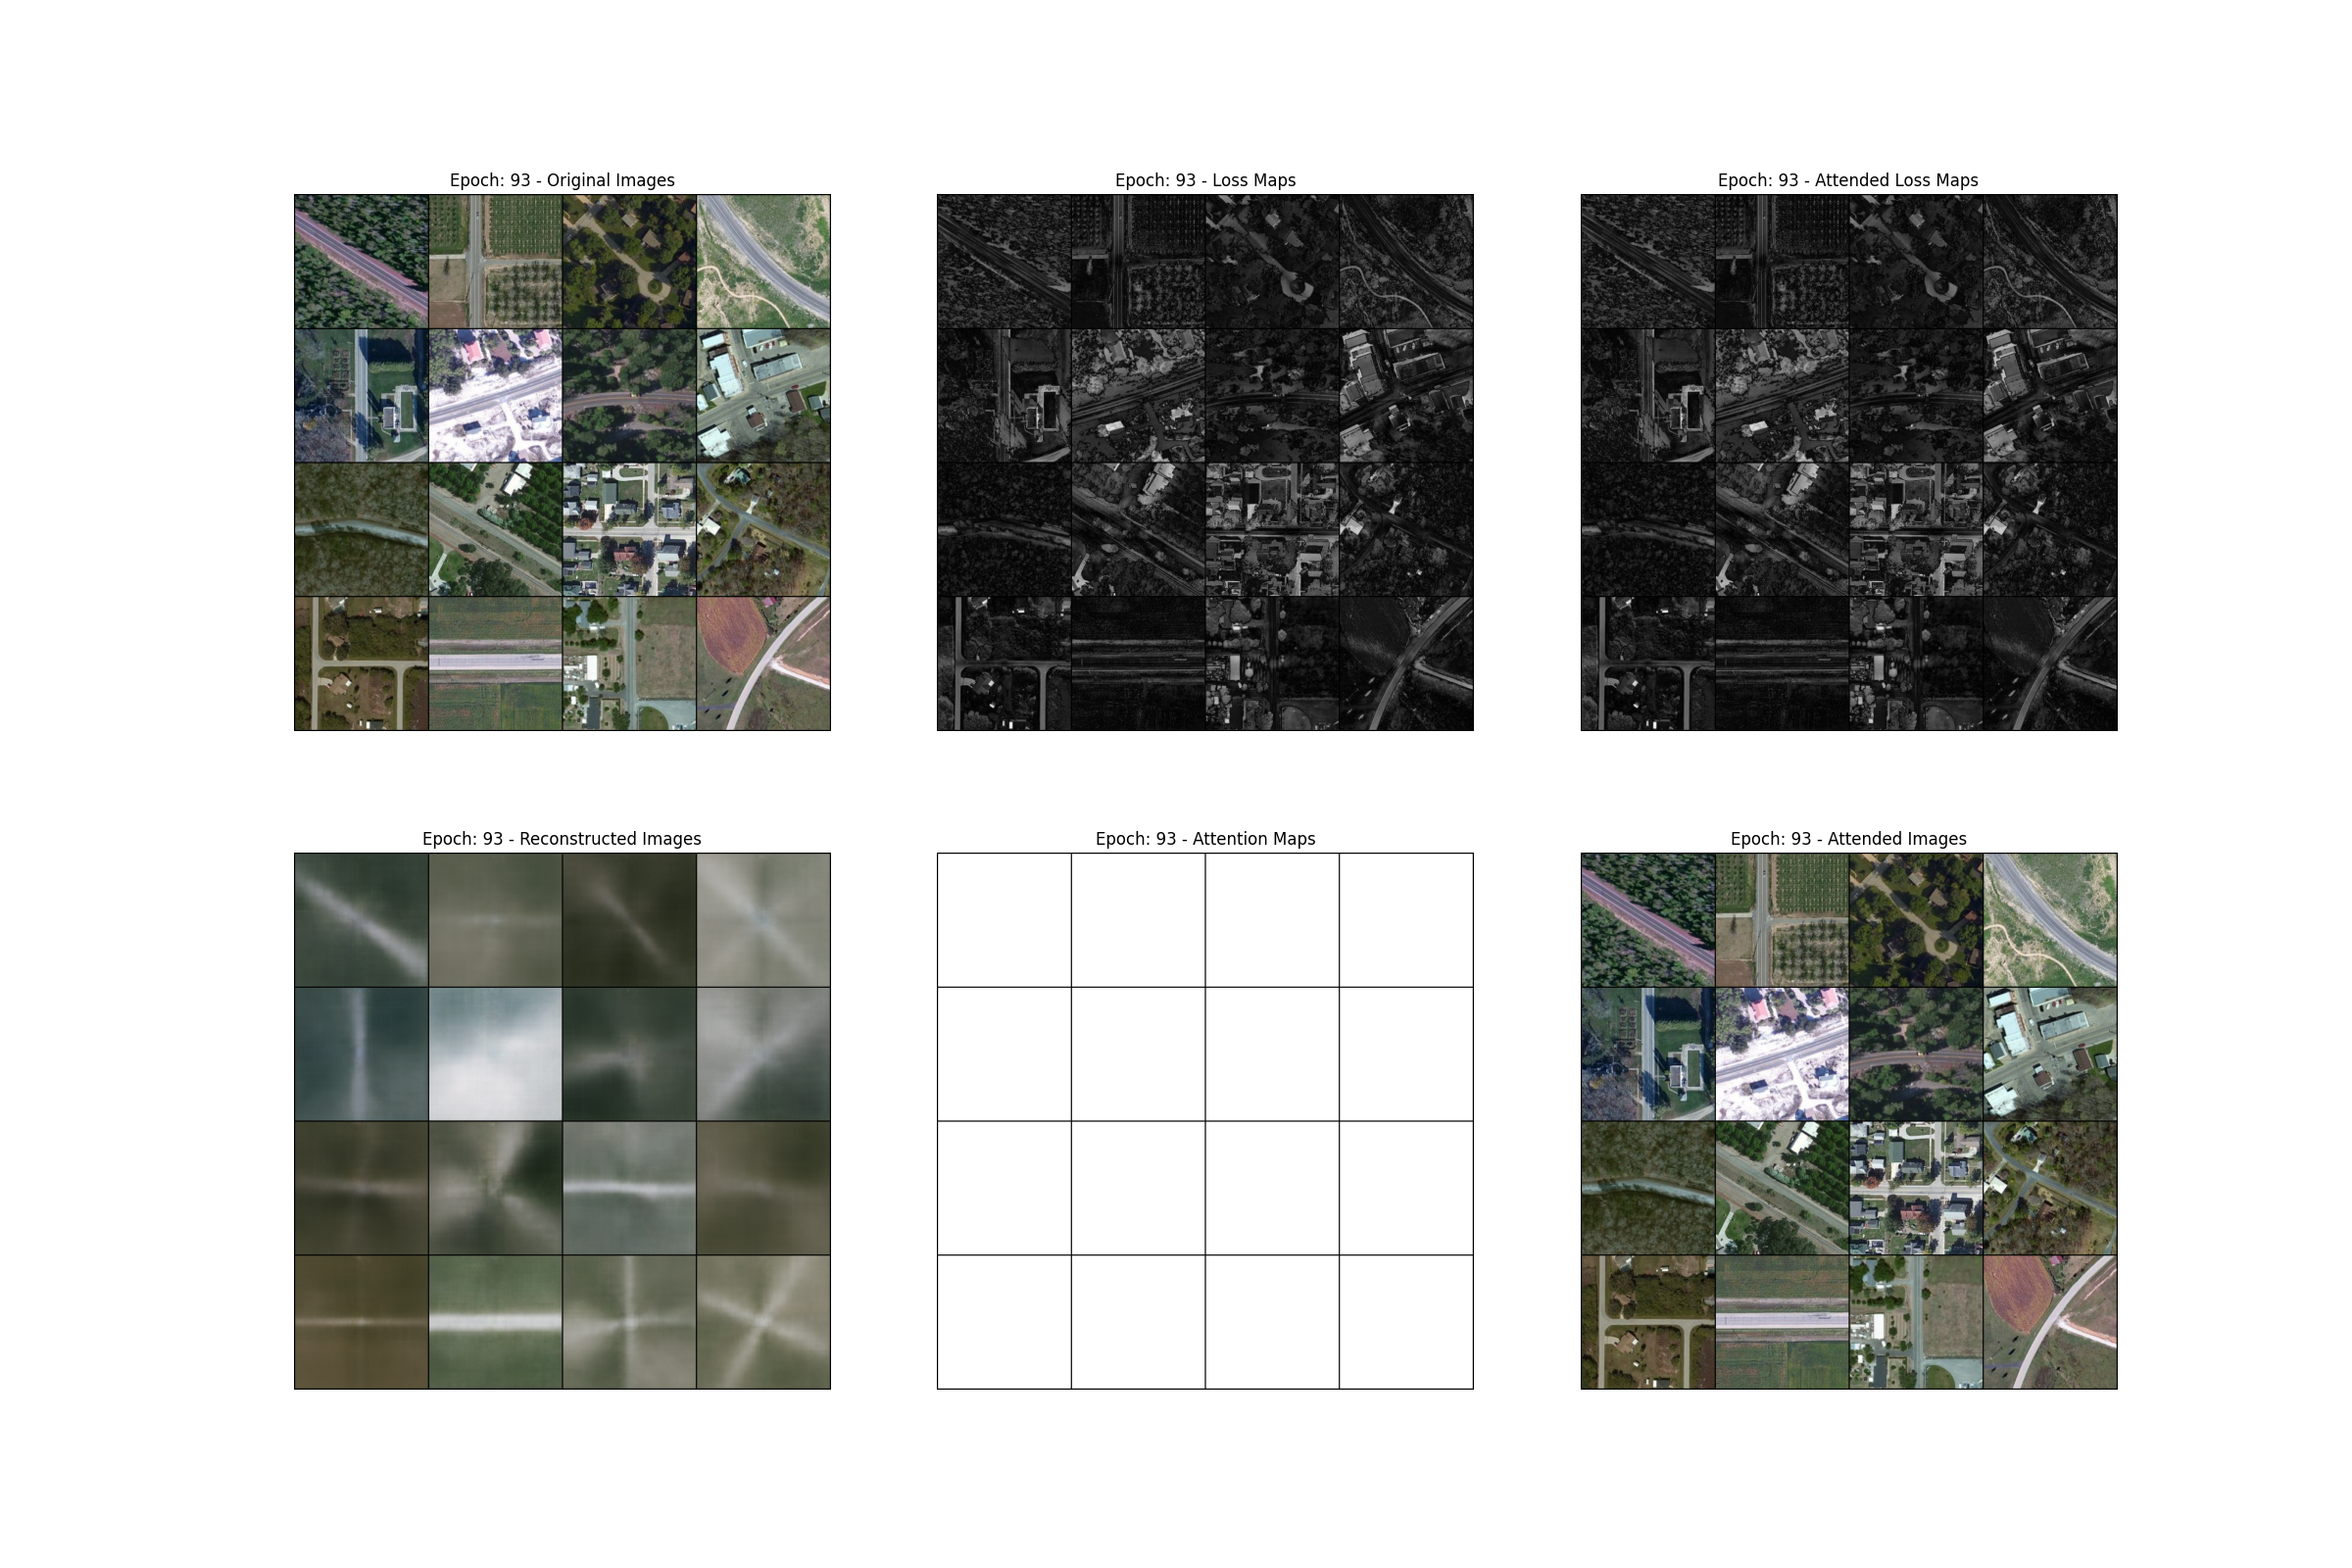 Epoch: 93 - Original Images
Epoch: 93 - Loss Maps
Epoch: 93 - Attended Loss Maps
Epoch: 93 - Reconstructed Images
Epoch: 93 - Attention Maps
Epoch: 93 - Attended Images